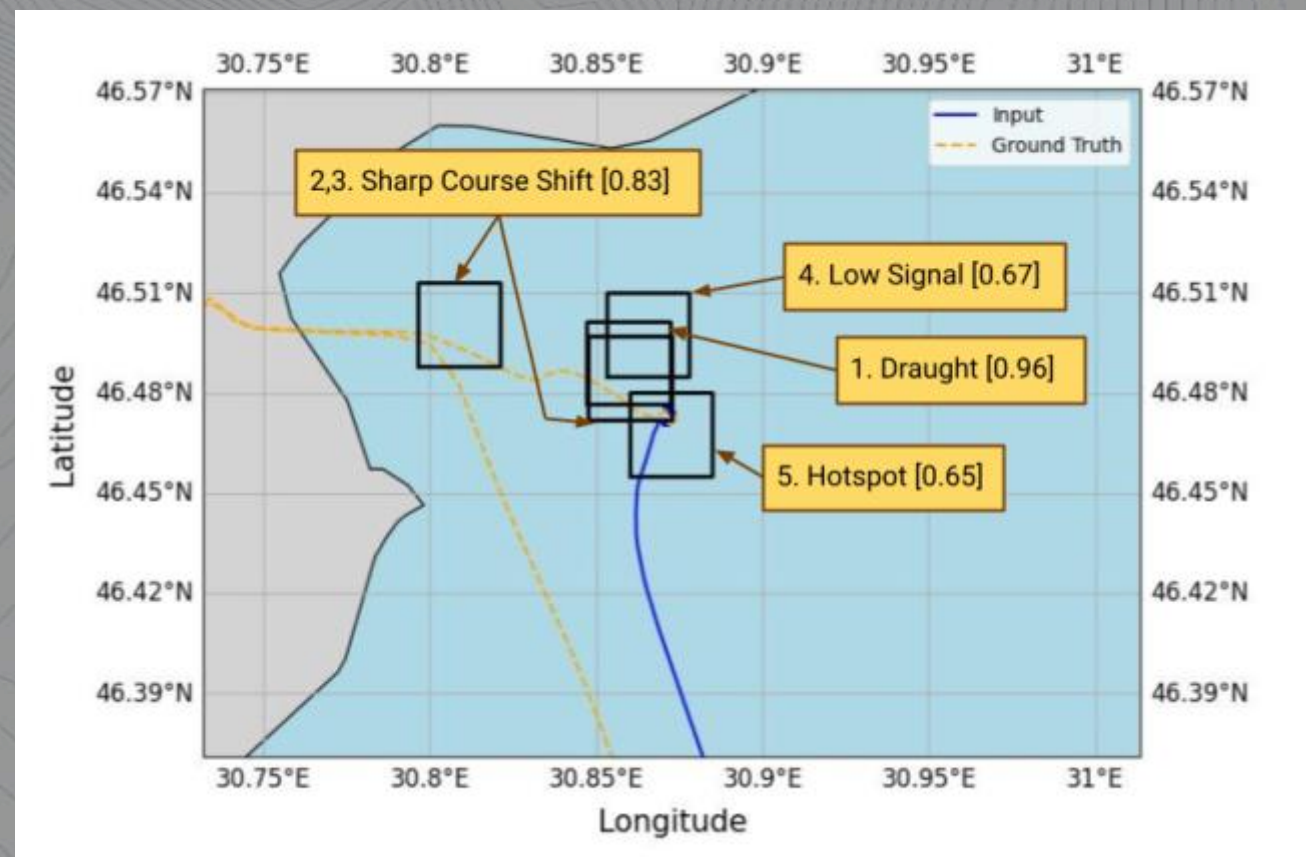 30.75°E 30.8°E 30.85°E 30.9°E 30.95°E 31°E
46.57°N 46.57°N
Input
Ground Truth
2,3. Sharp Course Shift [0.83]
46.54°N 46.54°N
4. Low Signal [0.67]
46.51°N 46.51°N
1. Draught [0.96]
46.48°N 46.48°N
5. Hotspot [0.65]
46.45°N 46.45°N
46.42°N 46.42°N
46.39°N 46.39°N
Latitude
30.75°E 30.8°E 30.85°E 30.9°E 30.95°E 31°E
Longitude